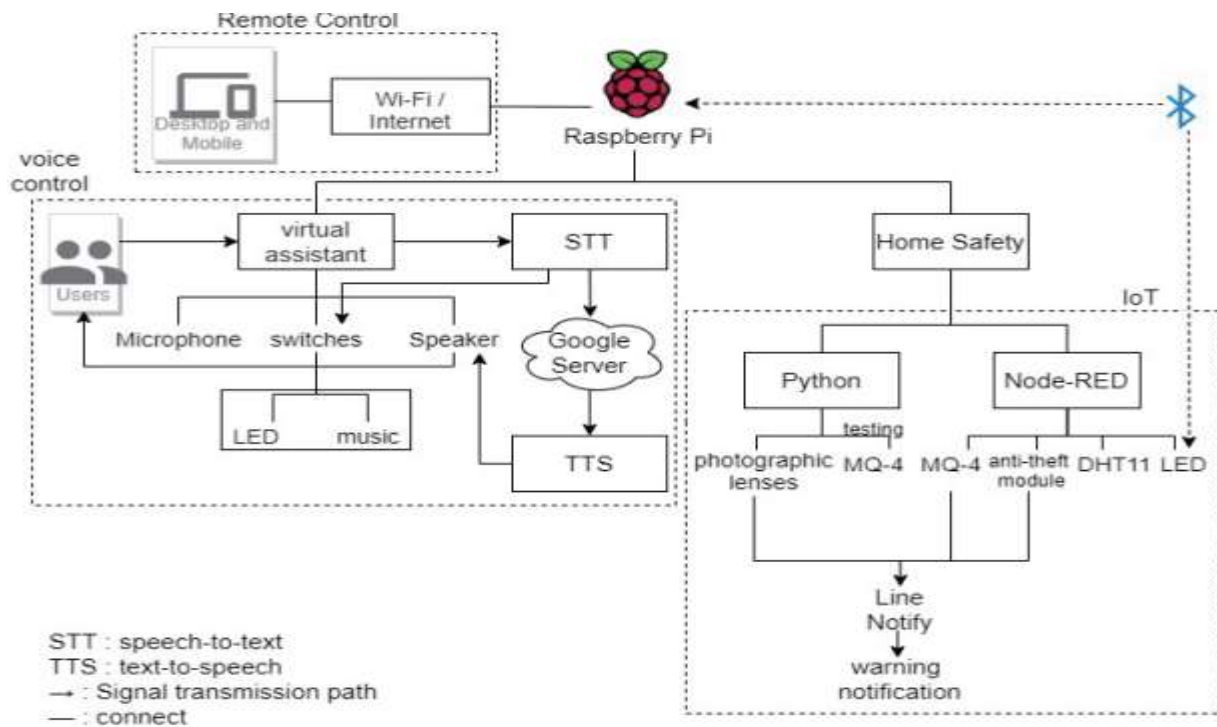 Remote Control
Desktop and
Mobile
Wi-Fi /
Internet
Raspberry Pi
voice
control
Users
virtual
assistant
STT
Home Safety
IoT
Microphone
switches
Speaker
Google
Server
LED
music
TTS
Python
Node-RED
testing
photographic
lenses
MQ-4
MQ-4
anti-theft
module
DHT11
LED
Line
Notify
warning
notification
STT : speech-to-text
TTS : text-to-speech
→ : Signal transmission path
— : connect